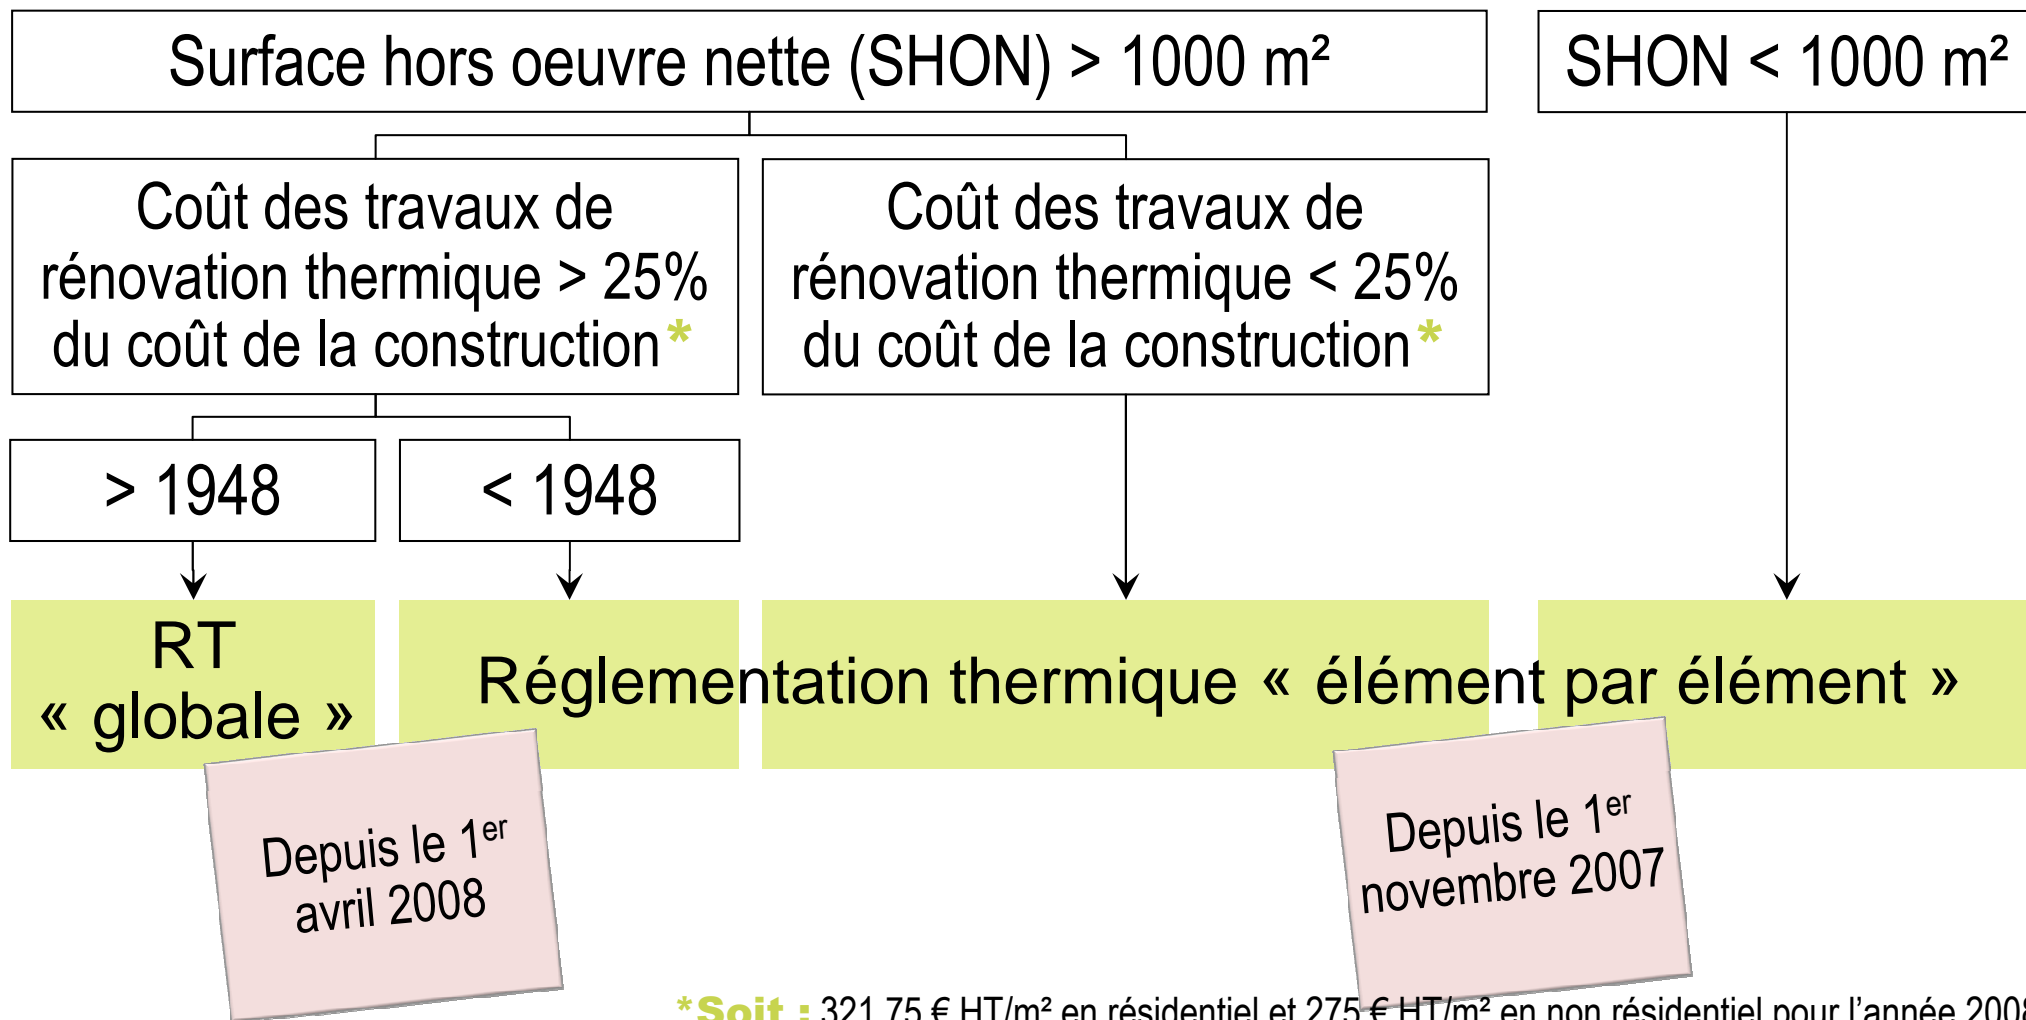 Surface hors oeuvre nette (SHON) > 1000 m²
SHON < 1000 m²
Coût des travaux de
rénovation thermique > 25%
du coût de la construction*
Coût des travaux de
rénovation thermique < 25%
du coût de la construction*
> 1948
< 1948
RT
« globale »
Réglementation thermique « élément par élément »
Depuis le 1er
avril 2008
Depuis le 1er
novembre 2007
*Soit : 321,75 € HT/m² en résidentiel et 275 € HT/m² en non résidentiel pour l’année 2008